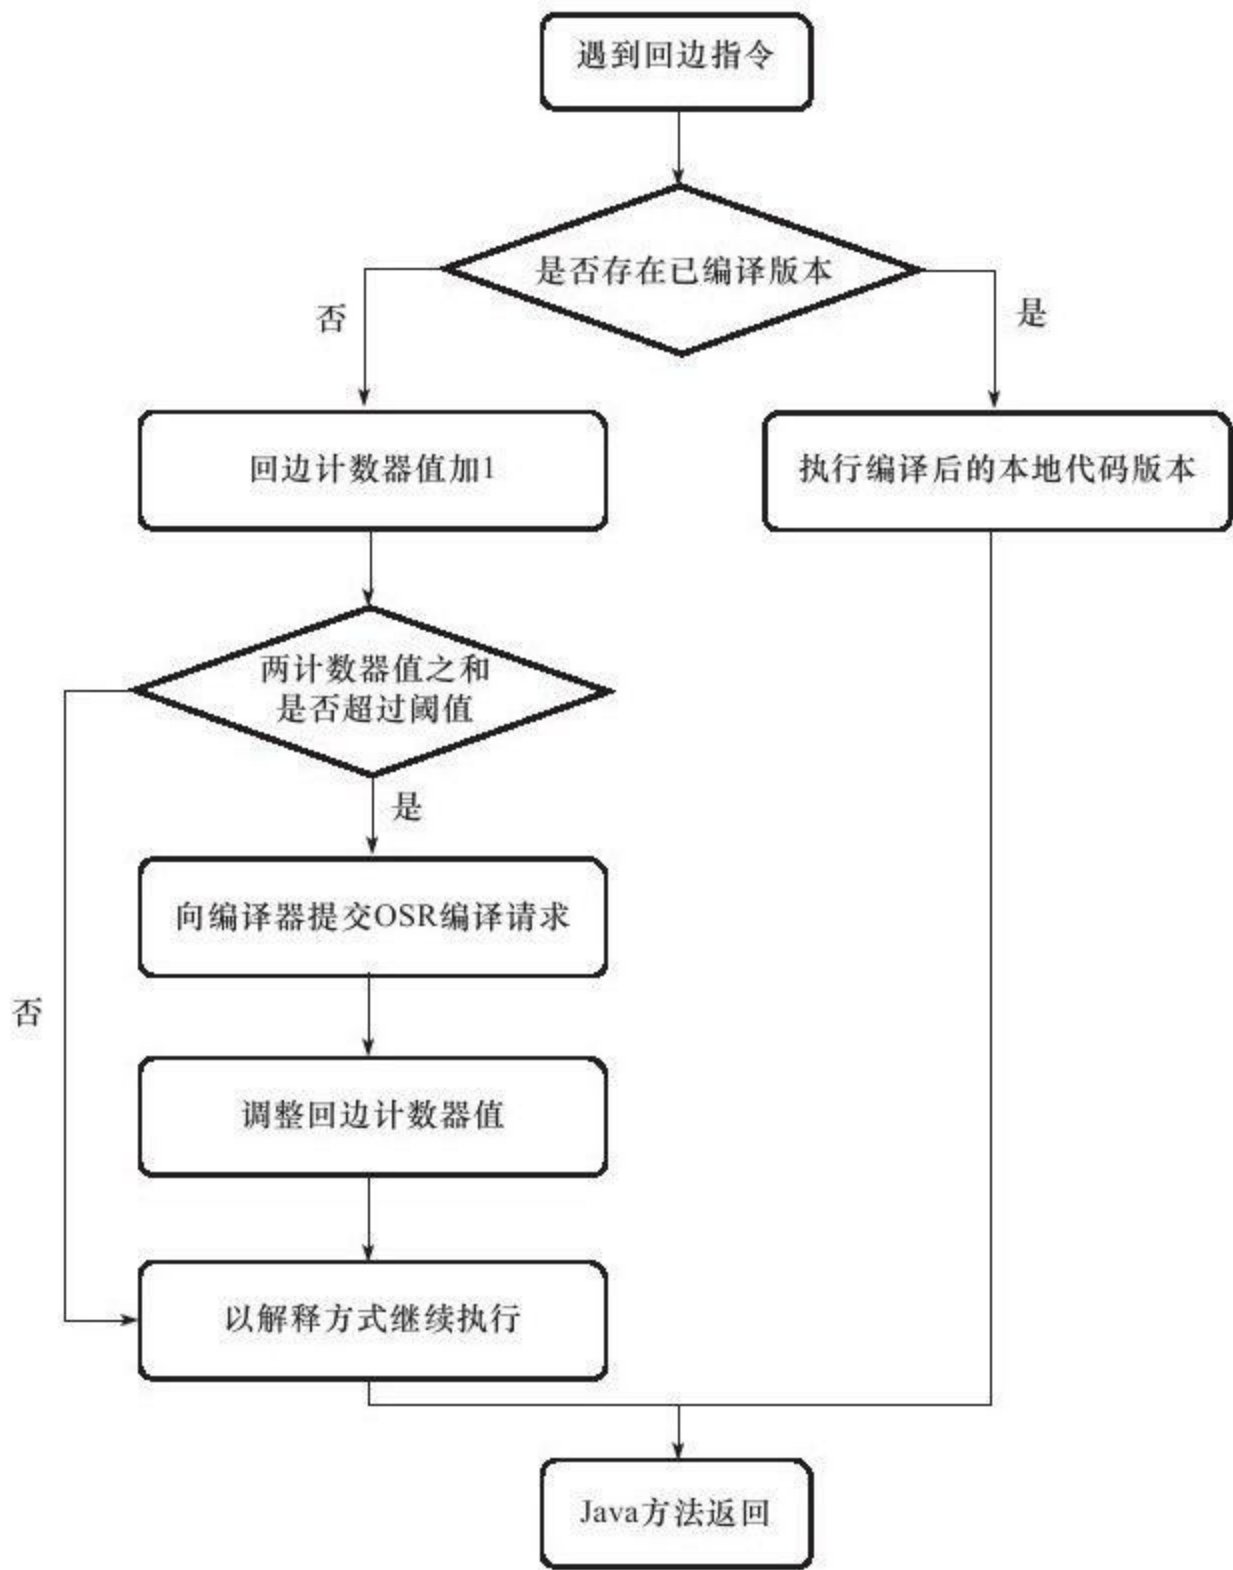 遇到回边指令
是否存在已编译版本
否
是
回边计数器值加1
执行编译后的本地代码版本
两计数器值之和
是否超过阈值
是
向编译器提交OSR编译请求
否
调整回边计数器值
以解释方式继续执行
Java方法返回